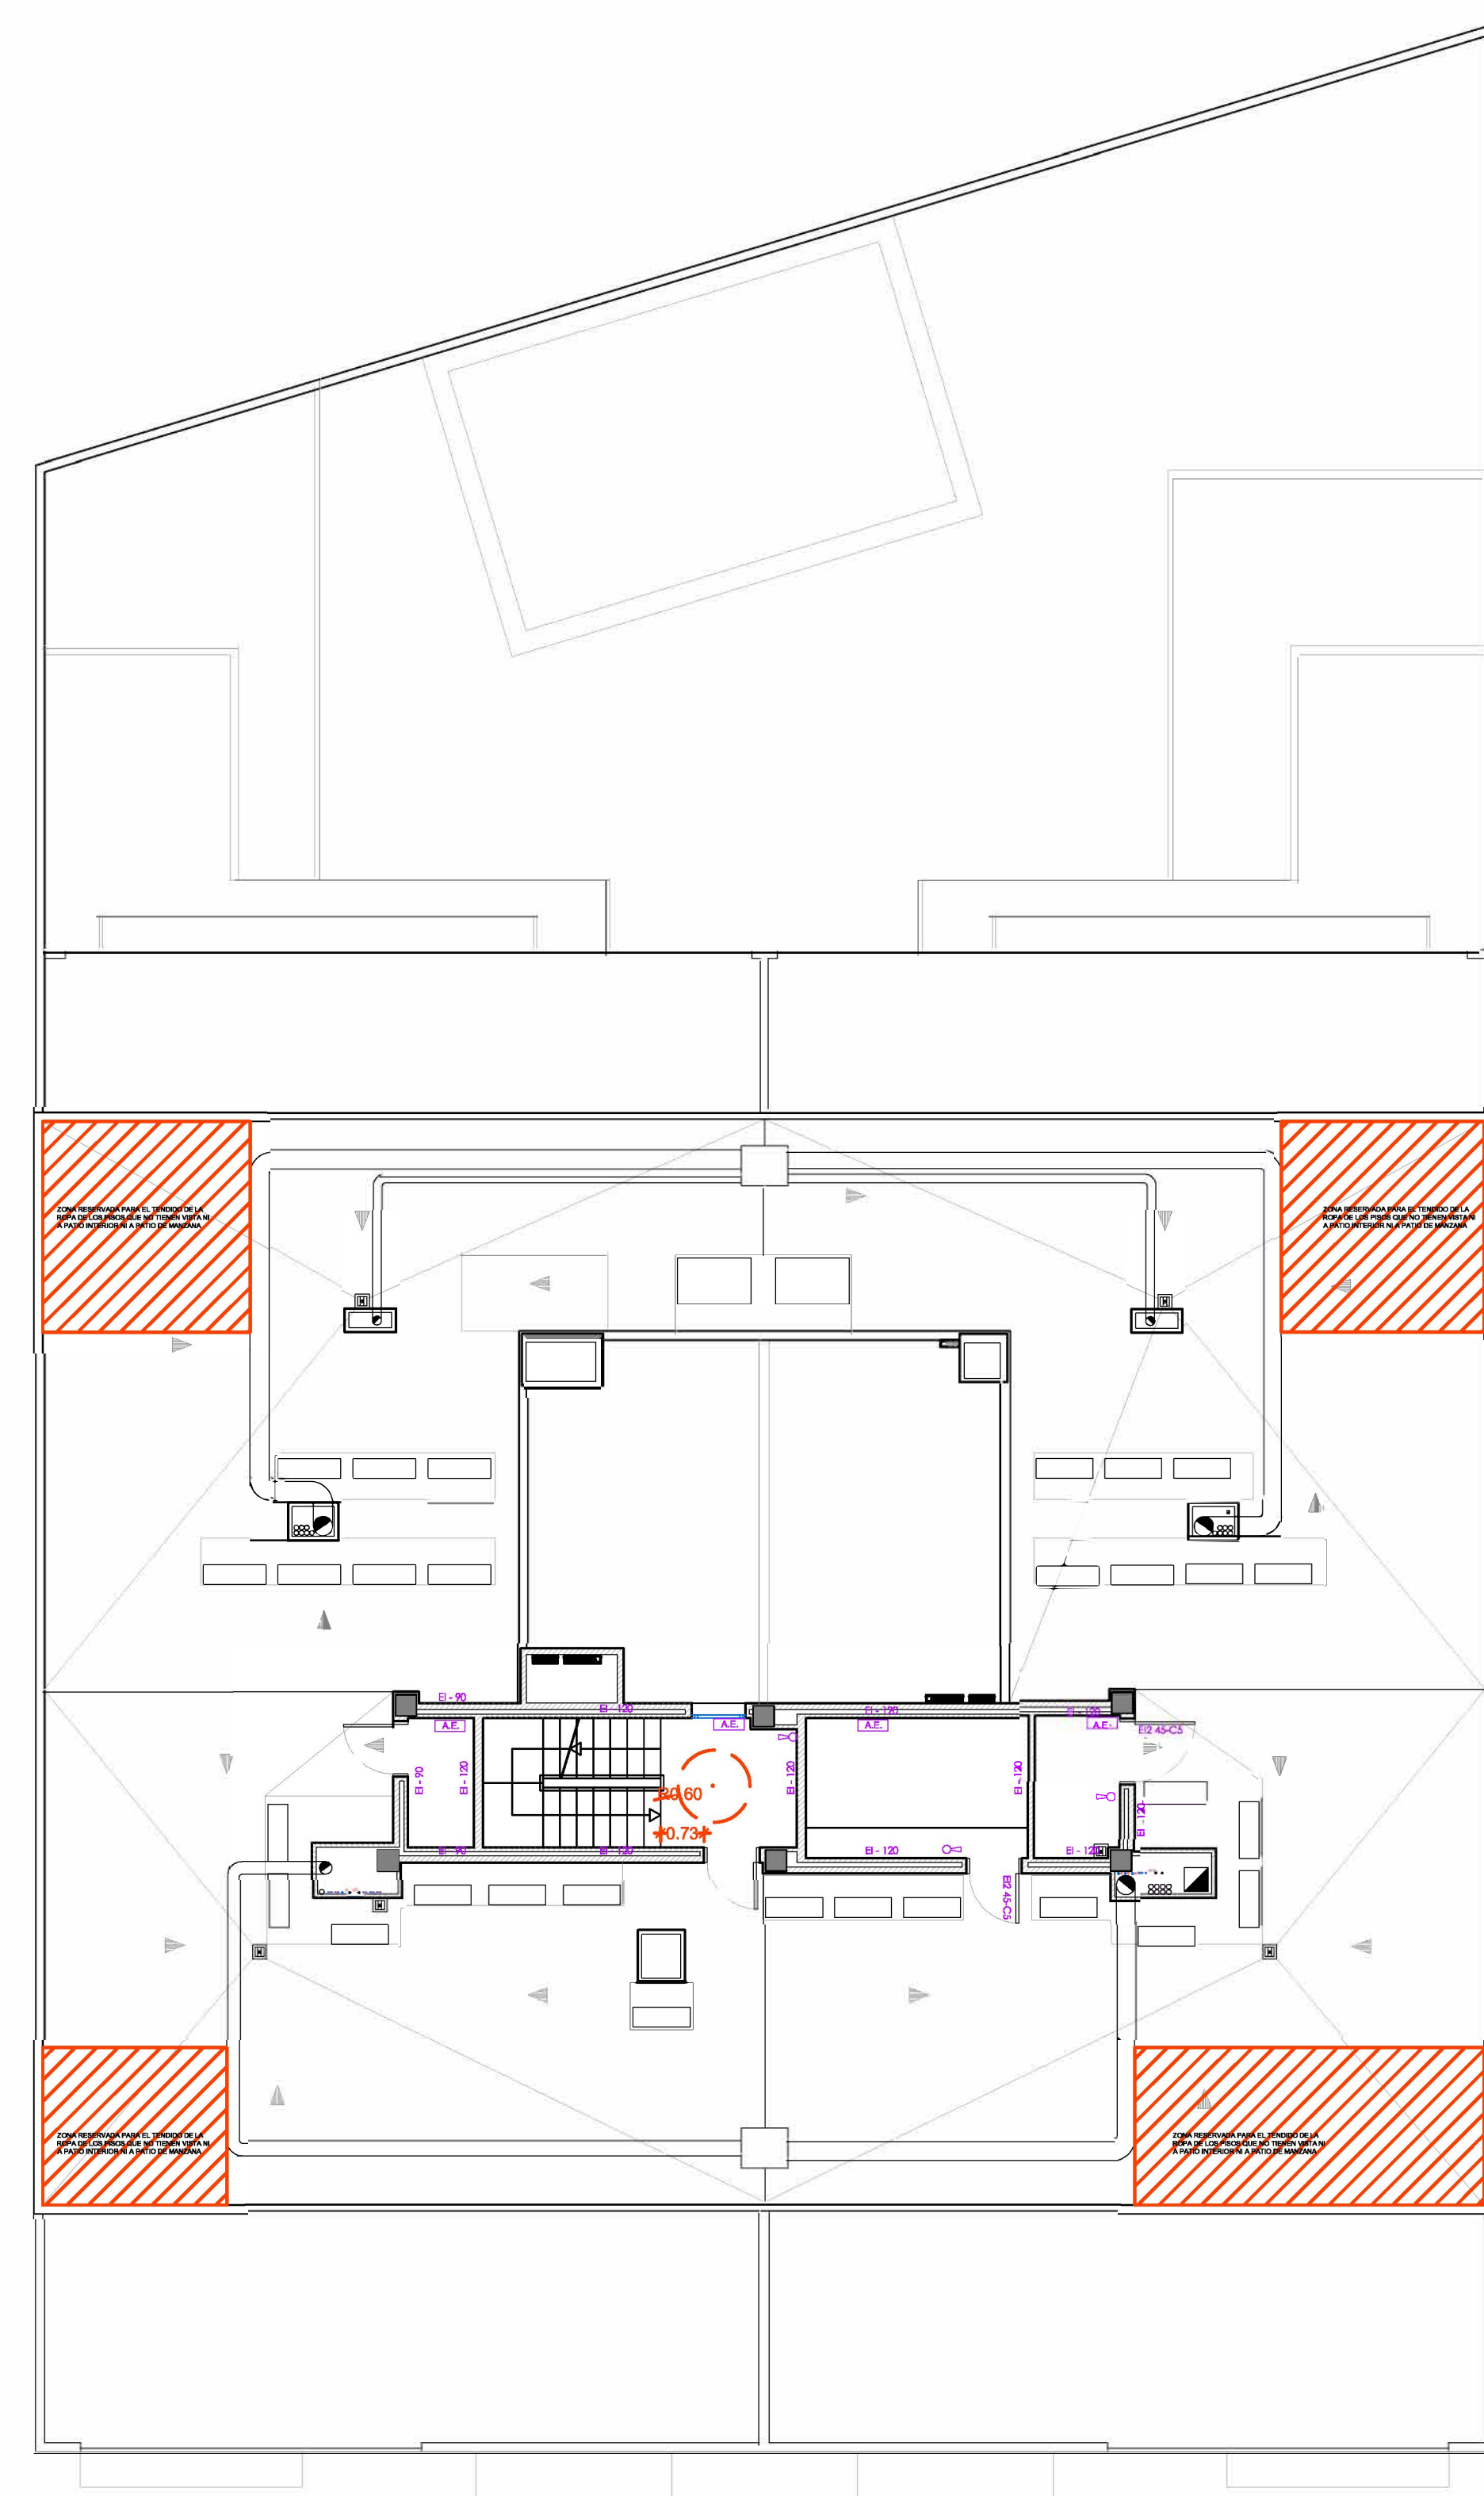 ZONA RESERVADA PARA EL TENDIDO DE LA
ROPA DE LOS PISOS QUE NO TIENEN VISTA NI
A PATIO INTERIOR NI A PATIO DE MANZANA
ZONA RESERVADA PARA EL TENDIDO DE LA
ROPA DE LOS PISOS QUE NO TIENEN VISTA NI
A PATIO INTERIOR NI A PATIO DE MANZANA
EI - 90
EI - 120
EI - 120
EI - 120
A.E.
A.E.
A.E.
A.E.
EI2 45-C5
EI - 90
EI - 120
EI - 120
EI - 120
EI - 120
0.60
0.73
EI - 90
EI - 120
EI - 120
EI - 120
EI2 45-C5
ZONA RESERVADA PARA EL TENDIDO DE LA
ROPA DE LOS PISOS QUE NO TIENEN VISTA NI
A PATIO INTERIOR NI A PATIO DE MANZANA
ZONA RESERVADA PARA EL TENDIDO DE LA
ROPA DE LOS PISOS QUE NO TIENEN VISTA NI
A PATIO INTERIOR NI A PATIO DE MANZANA